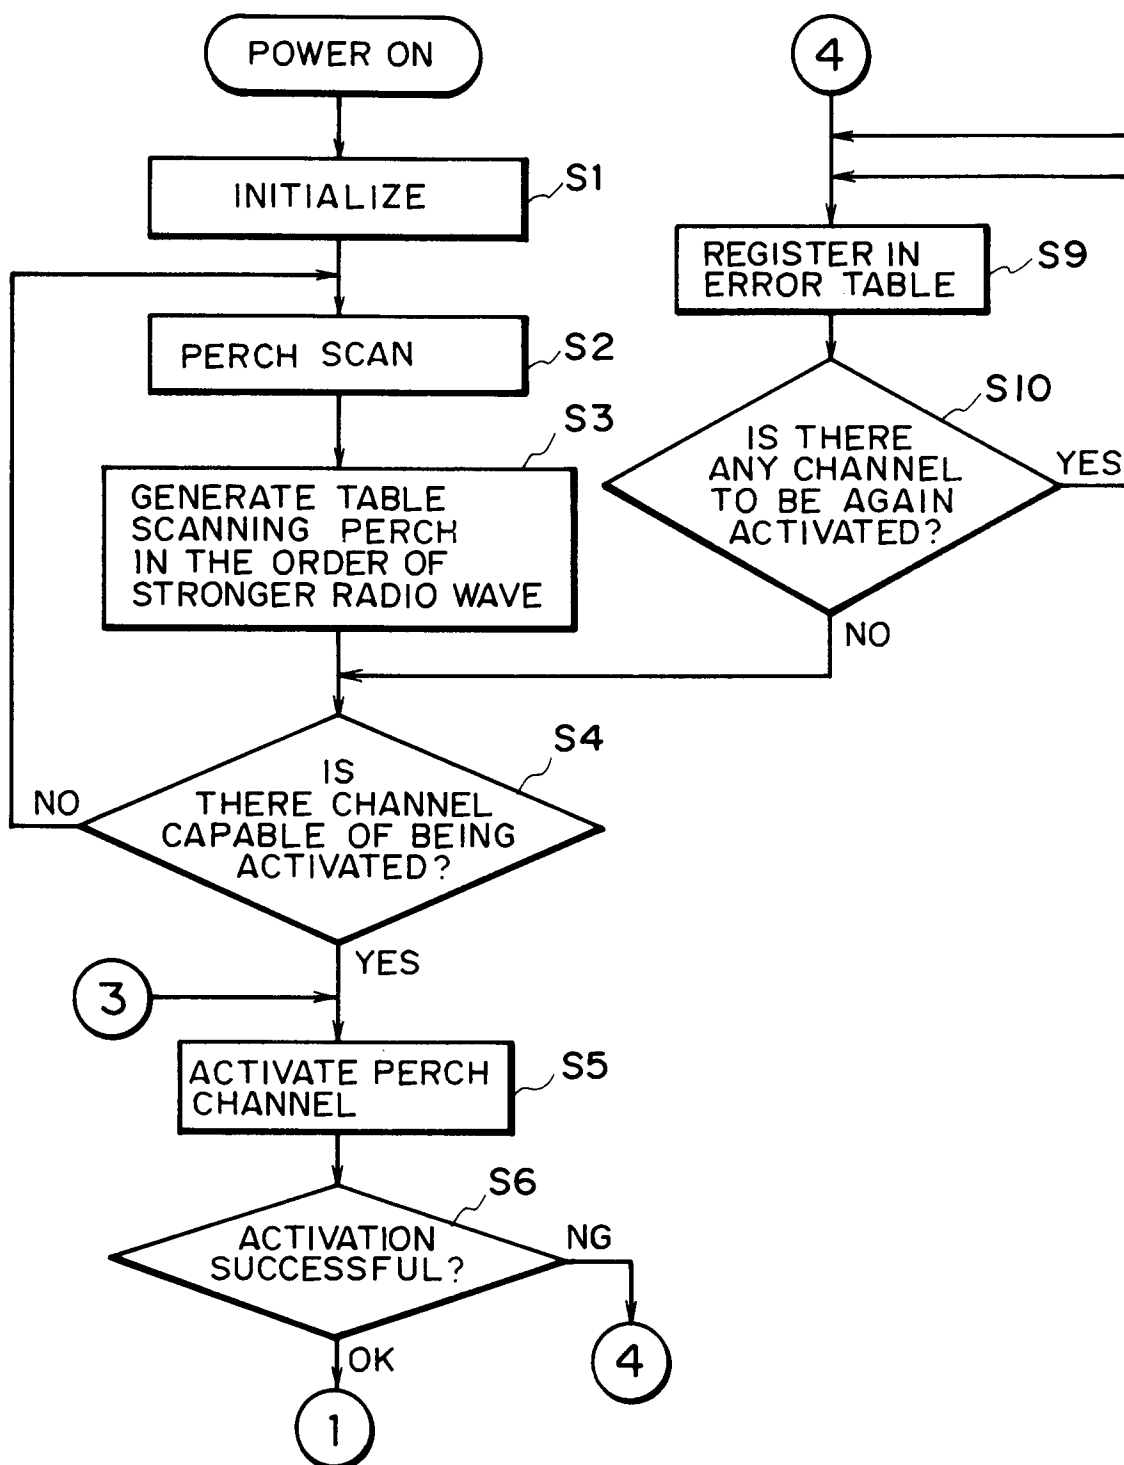 POWER ON
INITIALIZE
S1
PERCH SCAN
S2
S3
GENERATE TABLE
SCANNING PERCH
IN THE ORDER OF
STRONGER RADIO WAVE
S4
IS
THERE CHANNEL
CAPABLE OF BEING
ACTIVATED?
NO
YES
3
ACTIVATE PERCH
CHANNEL
S5
S6
ACTIVATION
SUCCESSFUL?
NG
4
OK
1
4
REGISTER IN
ERROR TABLE
S9
S10
IS THERE
ANY CHANNEL
TO BE AGAIN
ACTIVATED?
YES
NO